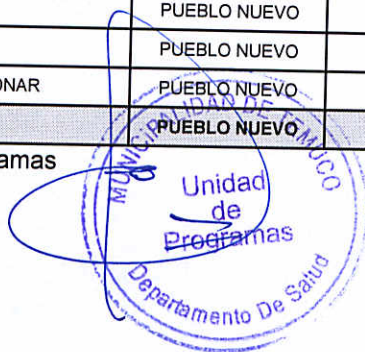 PUEBLO NUEVO
PUEBLO NUEVO
ONAR PUEBLO NUEVO
PUEBLO NUEVO
amas
MUNICIPALIDAD DE TEMUCO
Unidad
de
Programas
Departamento De Salud